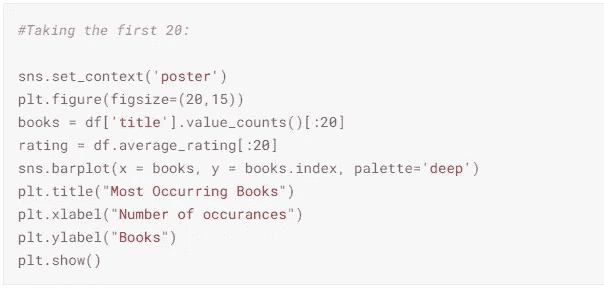 #Taking the first 20:
sns.set_context('poster')
plt.figure(figsize=(20,15))
books = df['title'].value_counts()[:20]
rating = df.average_rating[:20]
sns.barplot(x = books, y = books.index, palette='deep')
plt.title("Most Occurring Books")
plt.xlabel("Number of occurances")
plt.ylabel("Books")
plt.show()